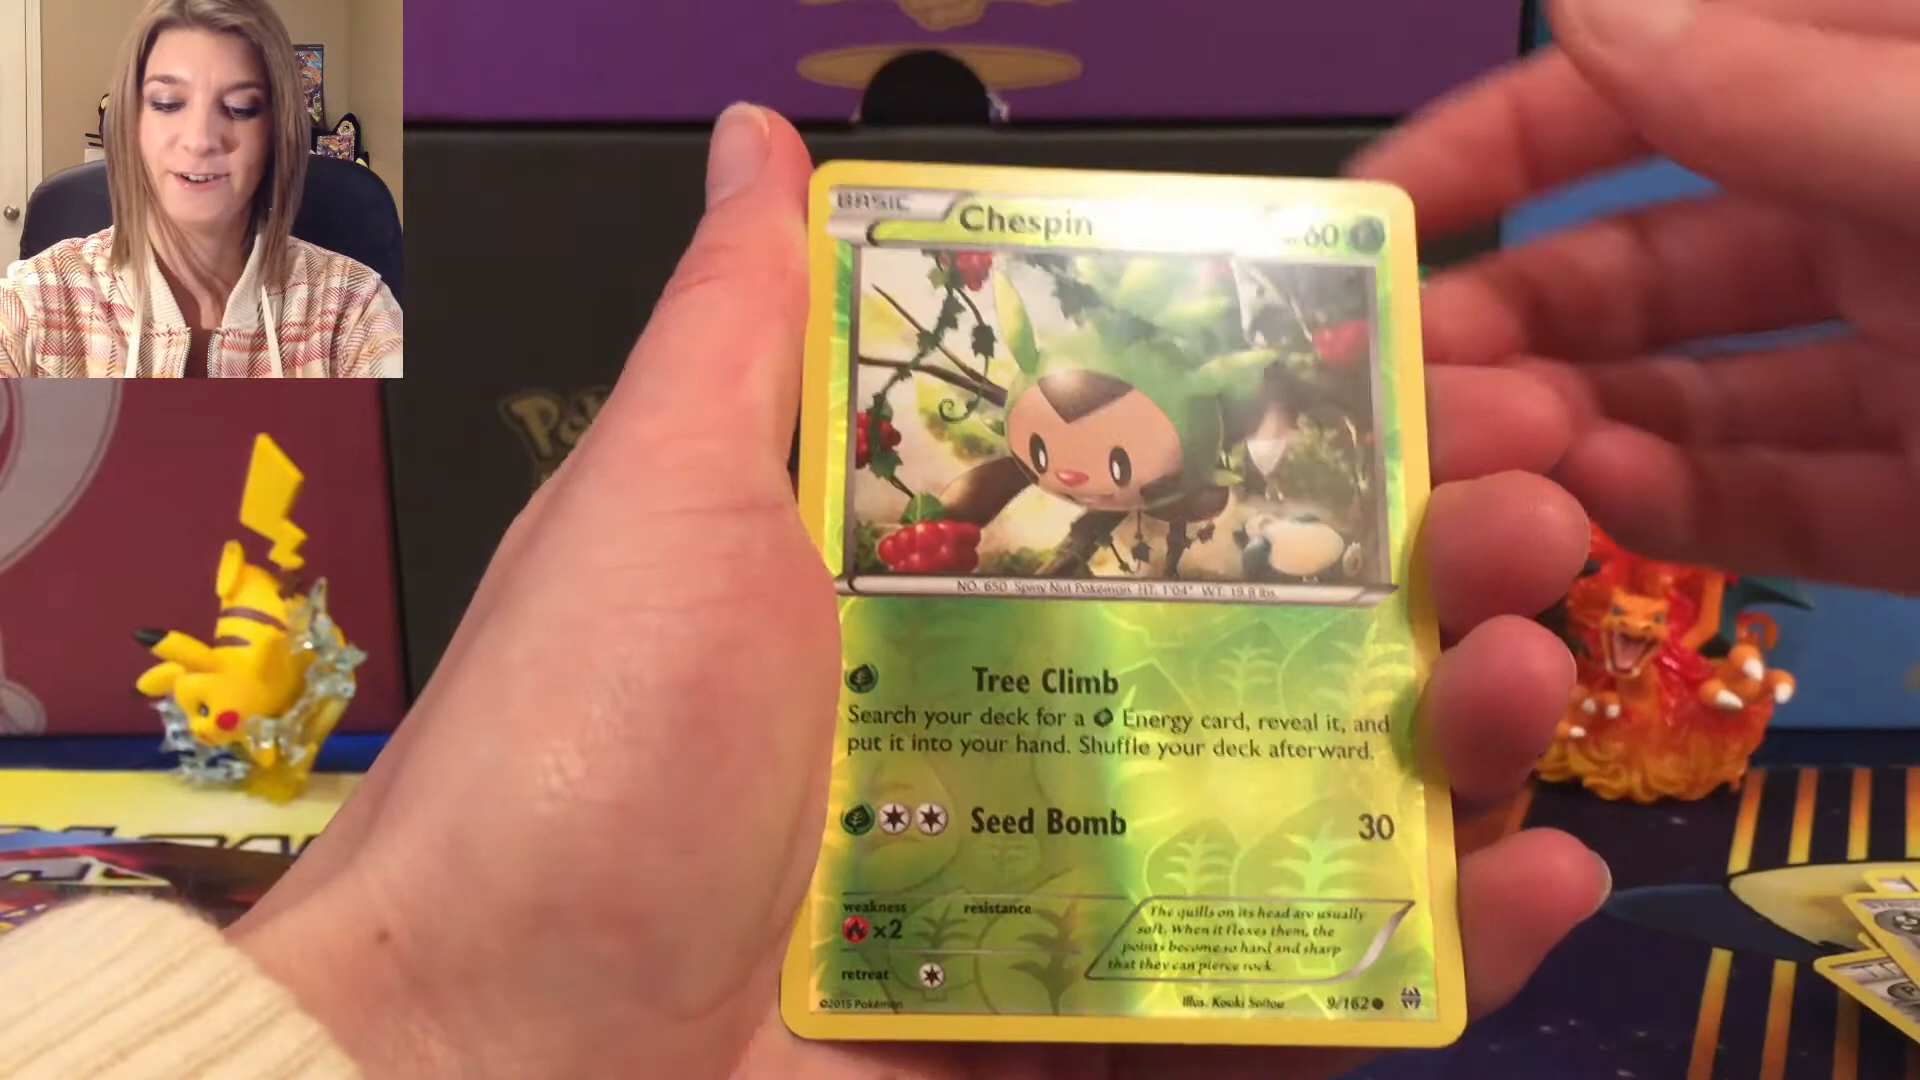 BASIC
Chespin
60
NO. 650 Spiny Nut Pokémon HT: 1'04" WT: 19.8 lbs.
Tree Climb
Search your deck for a Energy card, reveal it, and
put it into your hand. Shuffle your deck afterward.
Seed Bomb 30
weakness resistance
x2
retreat
The quills on its head are usually
soft. When it flexes them, the
points become so hard and sharp
that they can pierce rock.
©2015 Pokémon
Illus. Kouki Saitou
9/162